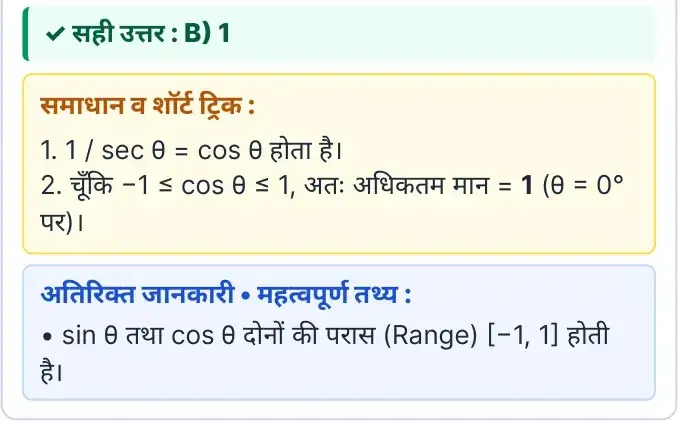 ✓ सही उत्तर : B) 1
समाधान व शॉर्ट ट्रिक :
1. 1 / sec θ = cos θ होता है।
2. चूँकि −1 ≤ cos θ ≤ 1, अतः अधिकतम मान = 1 (θ = 0°
पर)।
अतिरिक्त जानकारी • महत्वपूर्ण तथ्य :
• sin θ तथा cos θ दोनों की परास (Range) [−1, 1] होती
है।